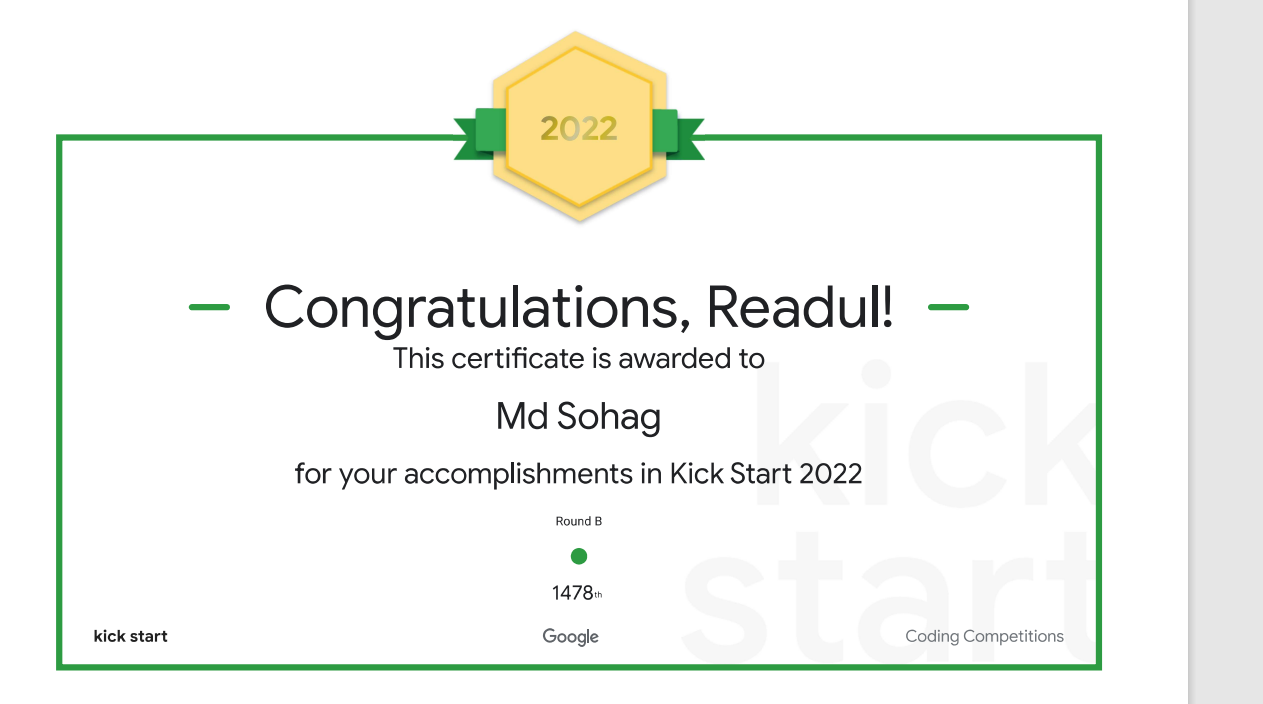 2022
Congratulations, Readul!
This certificate is awarded to
Md Sohag
for your accomplishments in Kick Start 2022
Round B
1478th
kick start
Google
Coding Competitions
kick
start